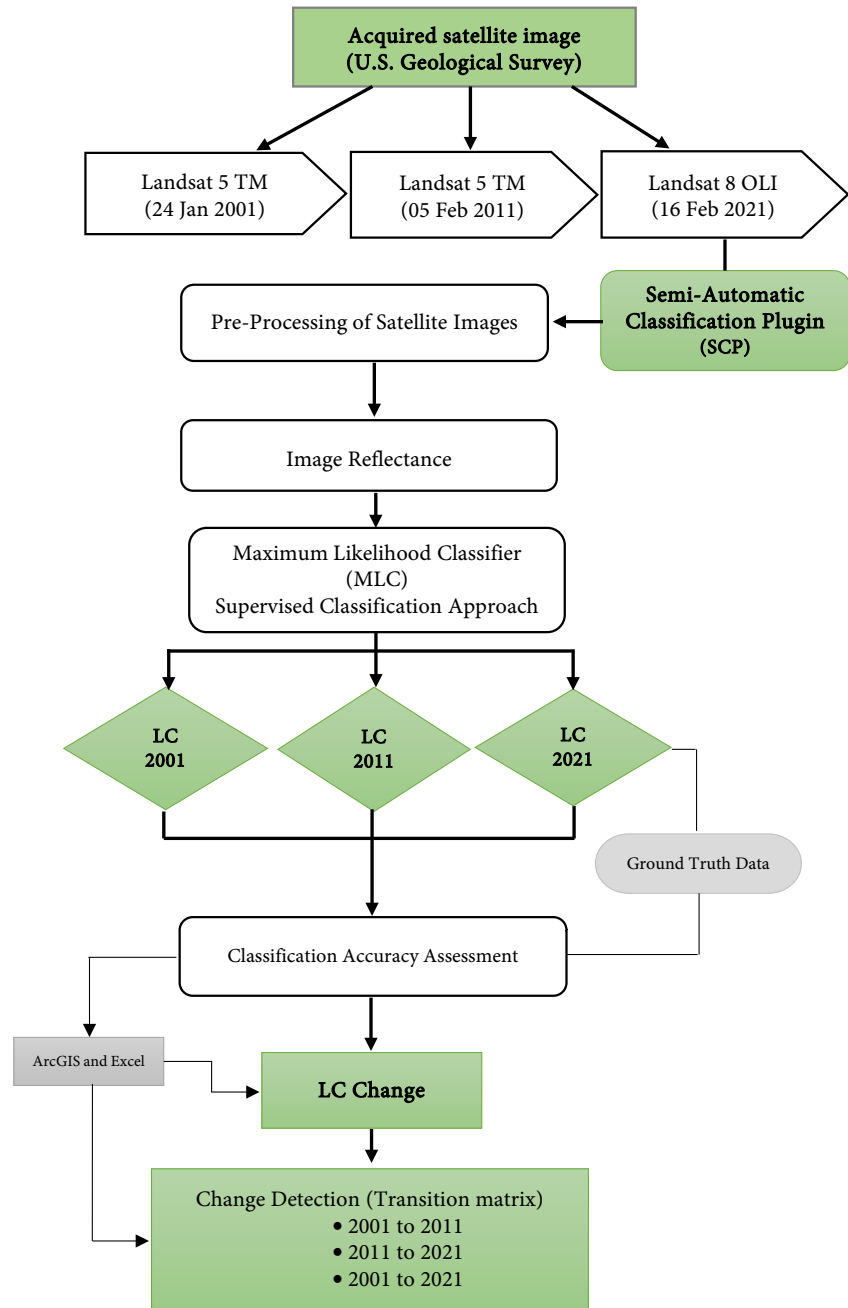 Acquired satellite image
(U.S. Geological Survey)
Landsat 5 TM
(24 Jan 2001)
Landsat 5 TM
(05 Feb 2011)
Landsat 8 OLI
(16 Feb 2021)
Semi-Automatic
Classification Plugin
(SCP)
Pre-Processing of Satellite Images
Image Reflectance
Maximum Likelihood Classifier
(MLC)
Supervised Classification Approach
LC
2001
LC
2011
LC
2021
Ground Truth Data
Classification Accuracy Assessment
ArcGIS and Excel
LC Change
Change Detection (Transition matrix)
• 2001 to 2011
• 2011 to 2021
• 2001 to 2021